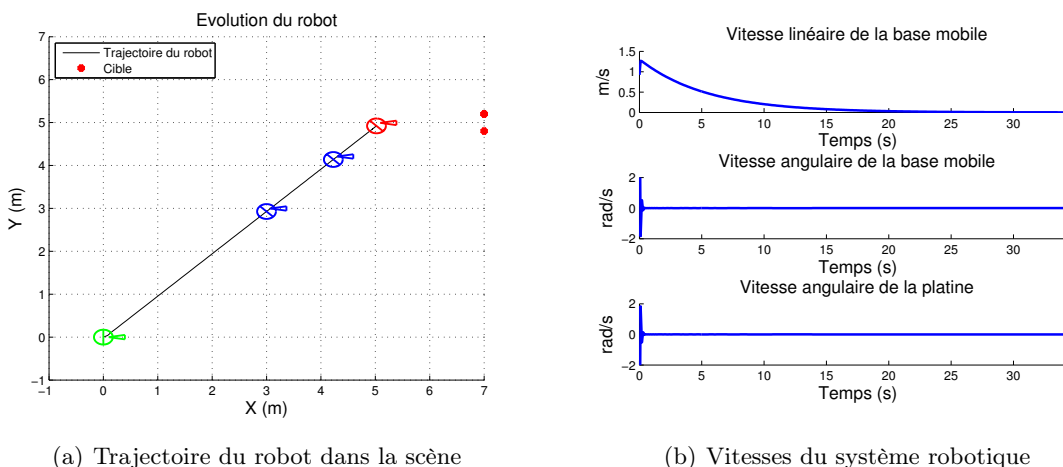 Evolution du robot
7
6
5
4
3
2
1
0
−1
−1 0 1 2 3 4 5 6 7
Y (m)
X (m)
Trajectoire du robot
Cible
(a) Trajectoire du robot dans la scène
Vitesse linéaire de la base mobile
1.5
1
0.5
0
m/s
0 5 10 15 20 25 30
Temps (s)
Vitesse angulaire de la base mobile
2
0
−2
rad/s
0 5 10 15 20 25 30
Temps (s)
Vitesse angulaire de la platine
2
0
2
rad/s
0 5 10 15 20 25 30
Temps (s)
(b) Vitesses du système robotique